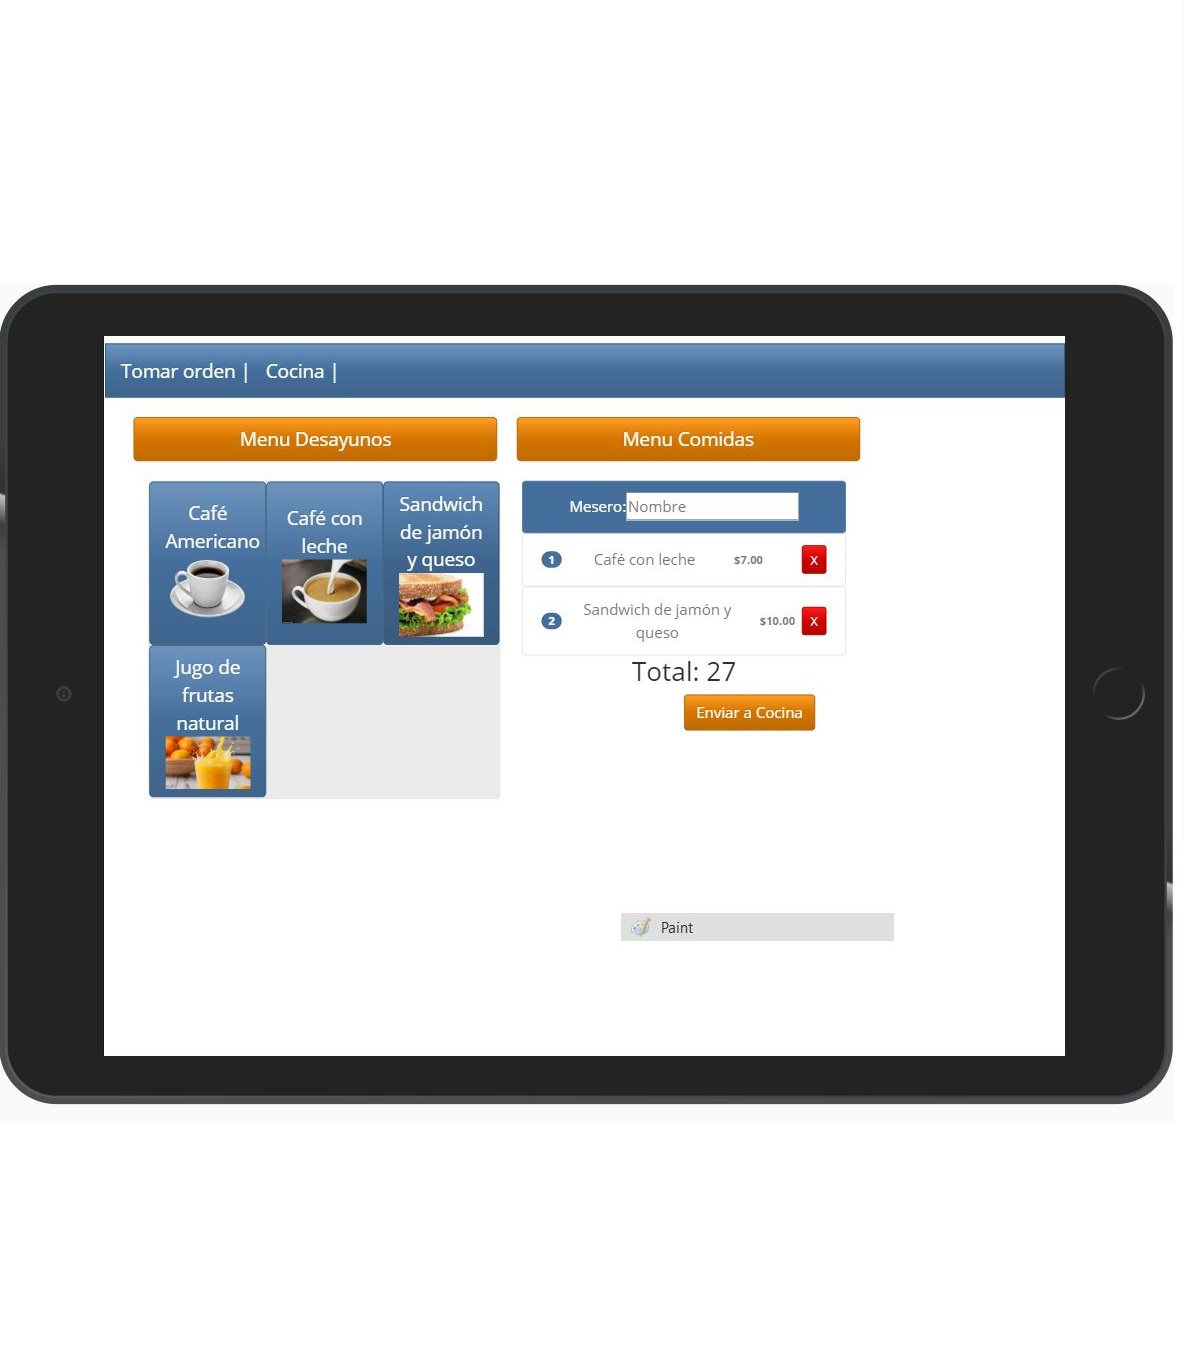 Tomar orden |   Cocina |
Menu Desayunos
Menu Comidas
Café
Americano
Café con
leche
Sandwich
de jamón
y queso
Jugo de
frutas
natural
Mesero: Nombre
1 Café con leche $7.00 X
2 Sandwich de jamón y
queso $10.00 X
Total: 27
Enviar a Cocina
Paint